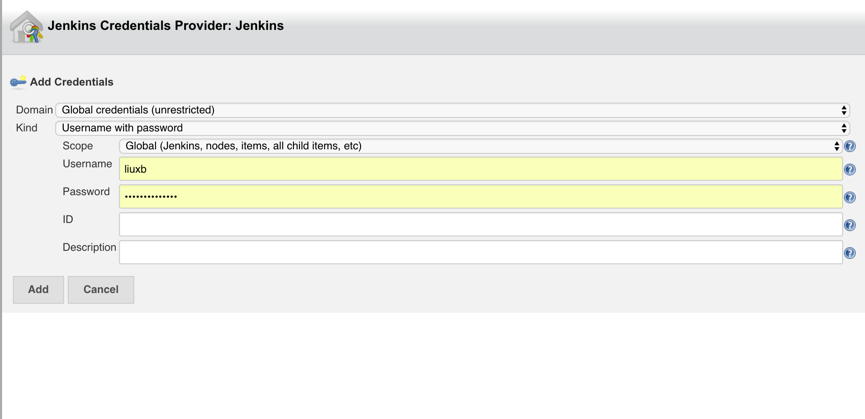 Jenkins Credentials Provider: Jenkins
Add Credentials
Domain Global credentials (unrestricted)
Kind Username with password
Scope Global (Jenkins, nodes, items, all child items, etc)
Username liuxb
Password ••••••••••••••
ID
Description
Add Cancel